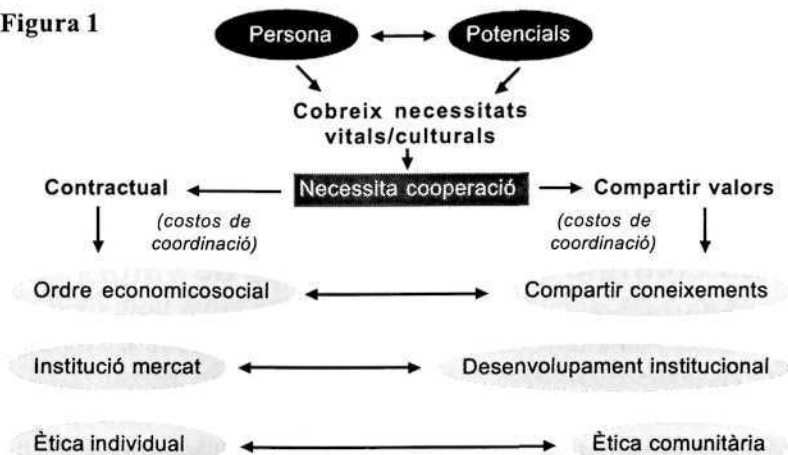 Figura 1
Persona
Potencials
Cobreix necessitats
vitals/culturals
Contractual
Necessita cooperació
Compartir valors
(costos de
coordinació)
(costos de
coordinació)
Ordre economicosocial
Compartir coneixements
Institució mercat
Desenvolupament institucional
Ètica individual
Ètica comunitària